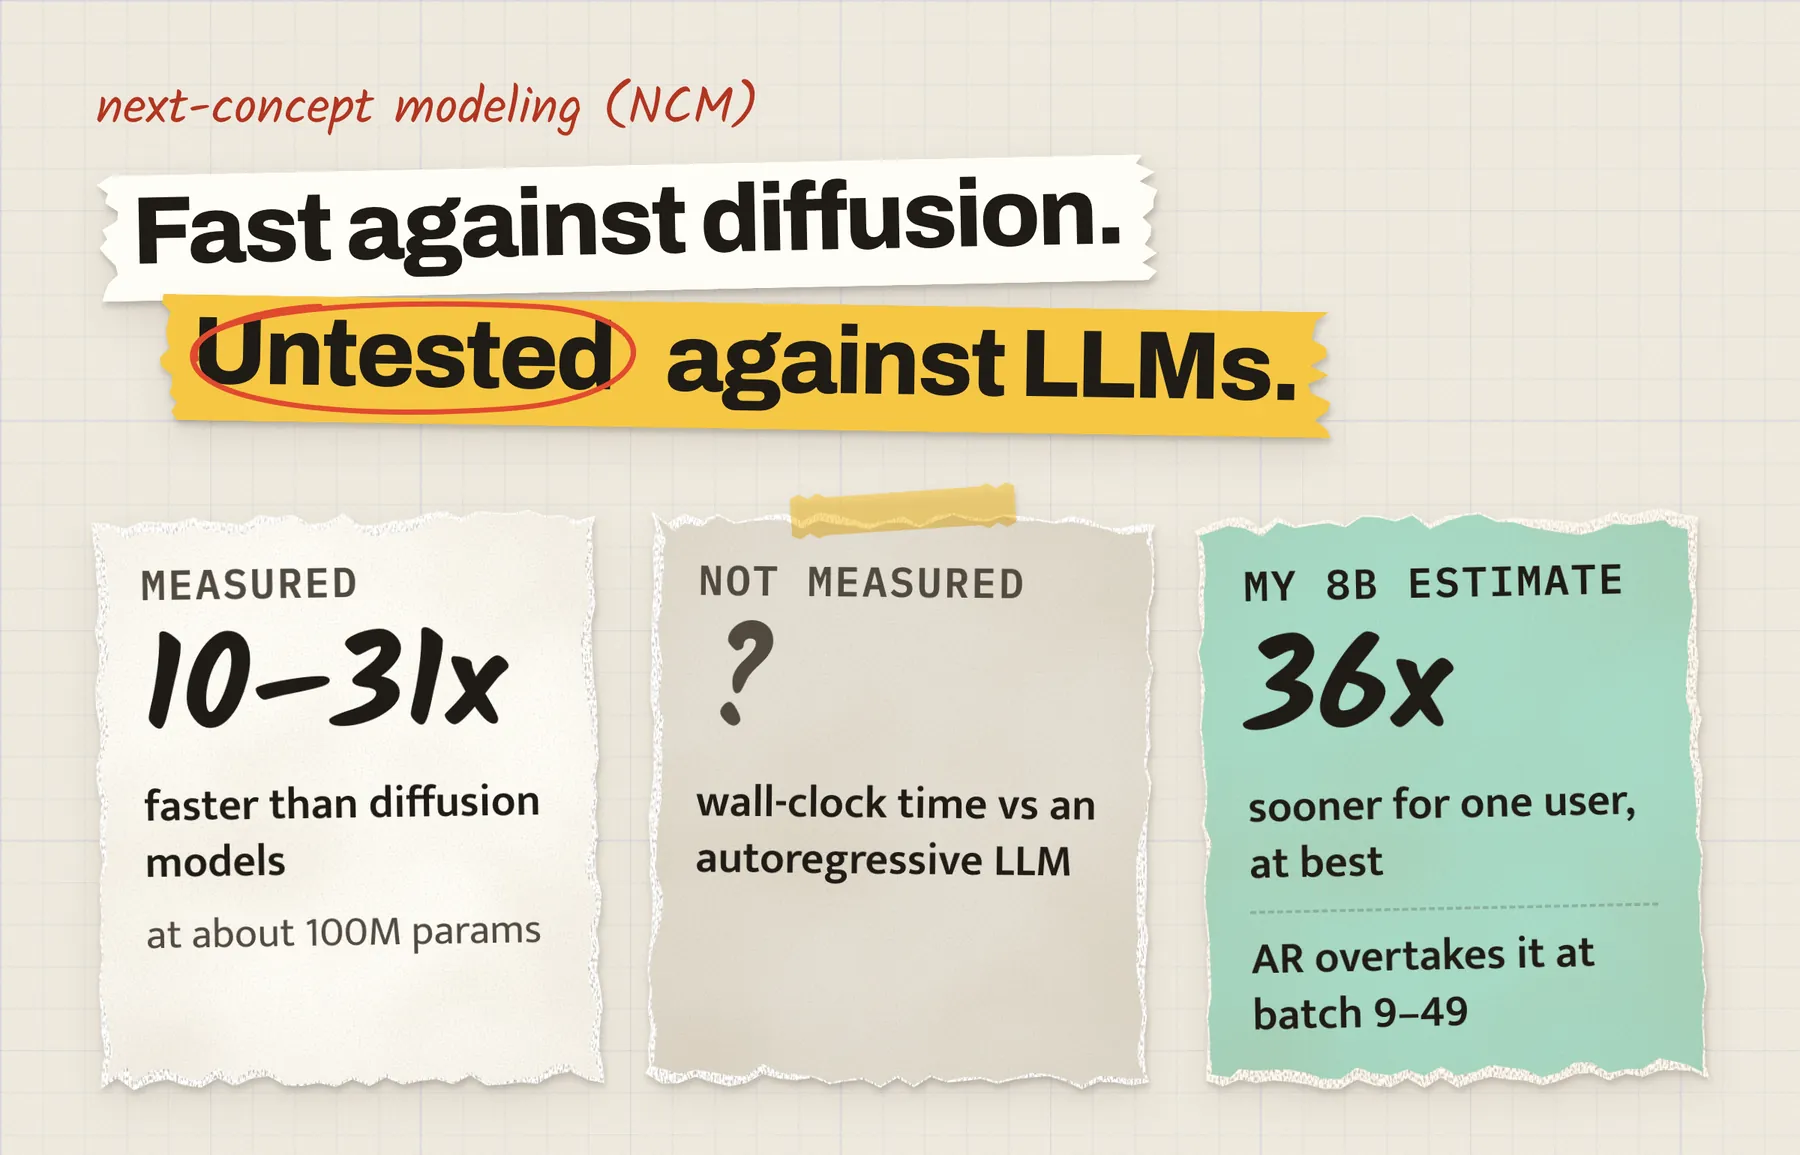 next-concept modeling (NCM)
Fast against diffusion.
Untested against LLMs.
MEASURED
10–31x
faster than diffusion
models
at about 100M params
NOT MEASURED
?
wall-clock time vs an
autoregressive LLM
MY 8B ESTIMATE
36x
sooner for one user,
at best
AR overtakes it at
batch 9–49